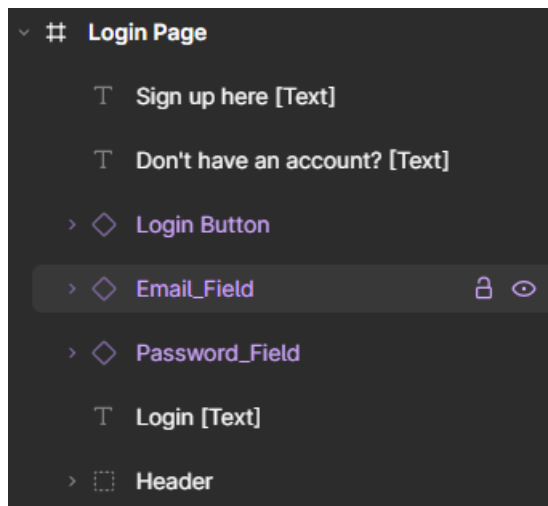 Login Page
Sign up here [Text]
Don't have an account? [Text]
Login Button
Email_Field
Password_Field
Login [Text]
Header